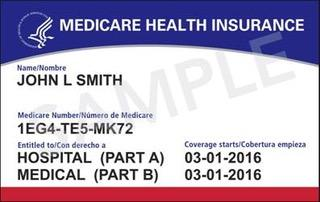 MEDICARE HEALTH INSURANCE
Name/Nombre
JOHN L SMITH
Medicare Number/Número de Medicare
1EG4-TE5-MK72
Entitled to/Con derecho a Coverage starts/Cobertura empieza
HOSPITAL (PART A) 03-01-2016
MEDICAL (PART B) 03-01-2016
SAMPLE